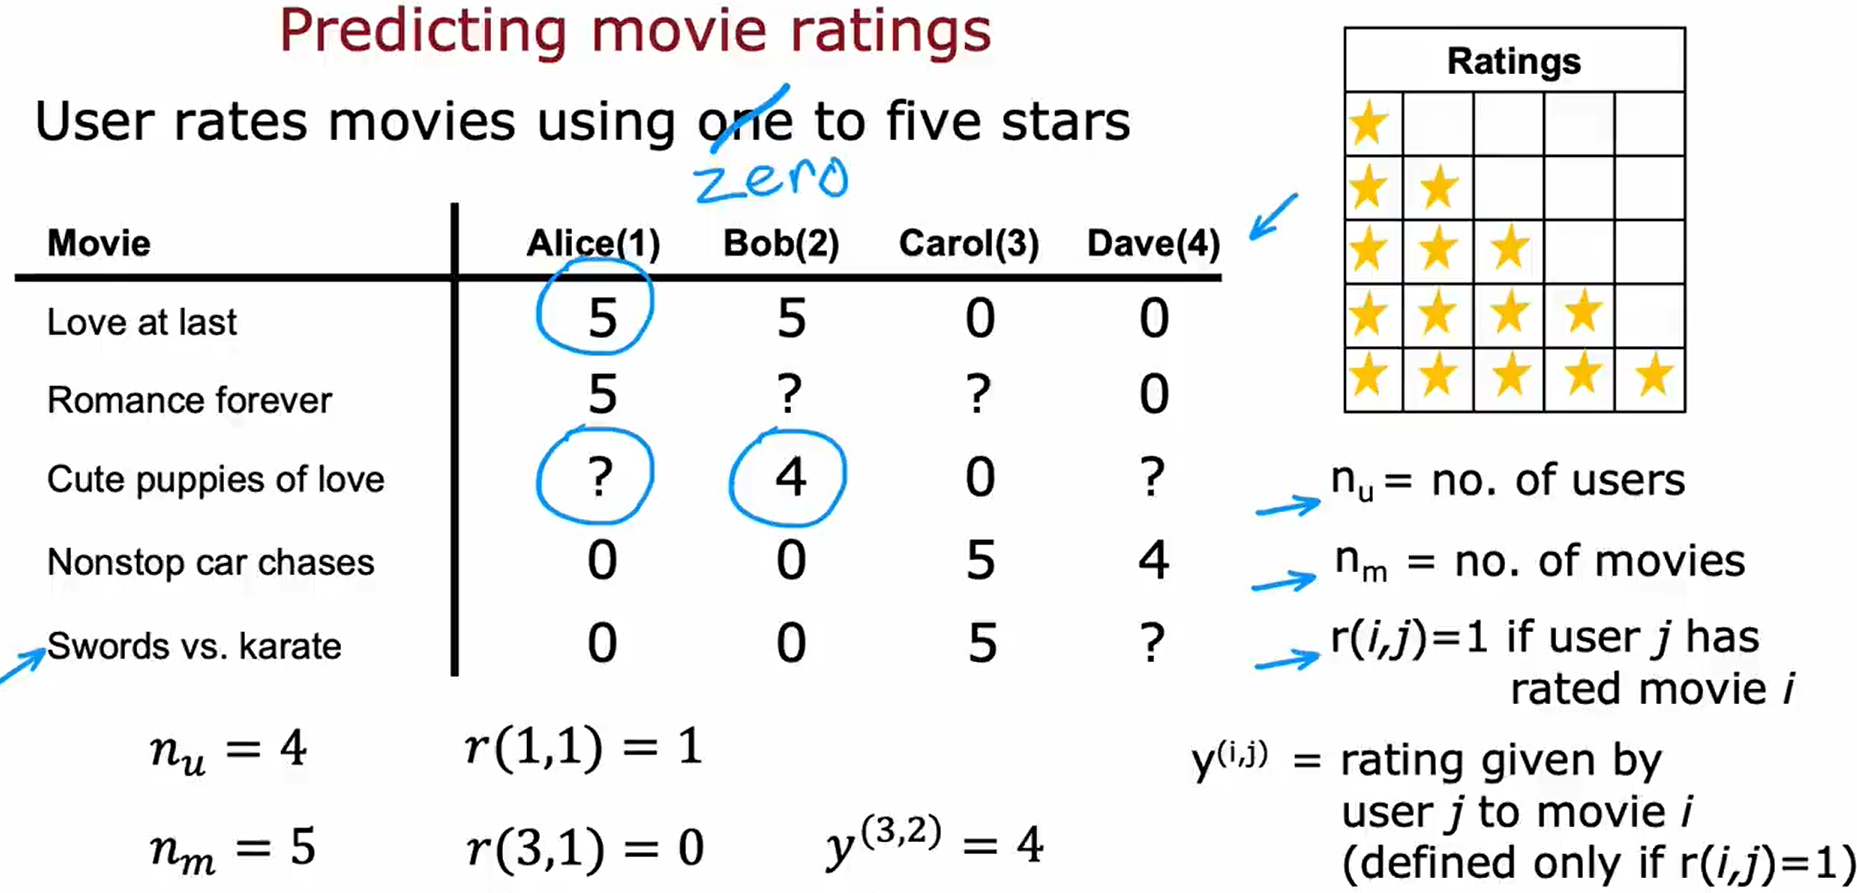 Predicting movie ratings
User rates movies using one to five stars
zero
Movie Alice(1) Bob(2) Carol(3) Dave(4)
Love at last 5 5 0 0
Romance forever 5 ? ? 0
Cute puppies of love ? 4 0 ?
Nonstop car chases 0 0 5 4
Swords vs. karate 0 0 5 ?
n_u = 4 r(1,1) = 1
n_m = 5 r(3,1) = 0 y^(3,2) = 4
Ratings
n_u = no. of users
n_m = no. of movies
r(i,j)=1 if user j has
rated movie i
y^(i,j) = rating given by
user j to movie i
(defined only if r(i,j)=1)